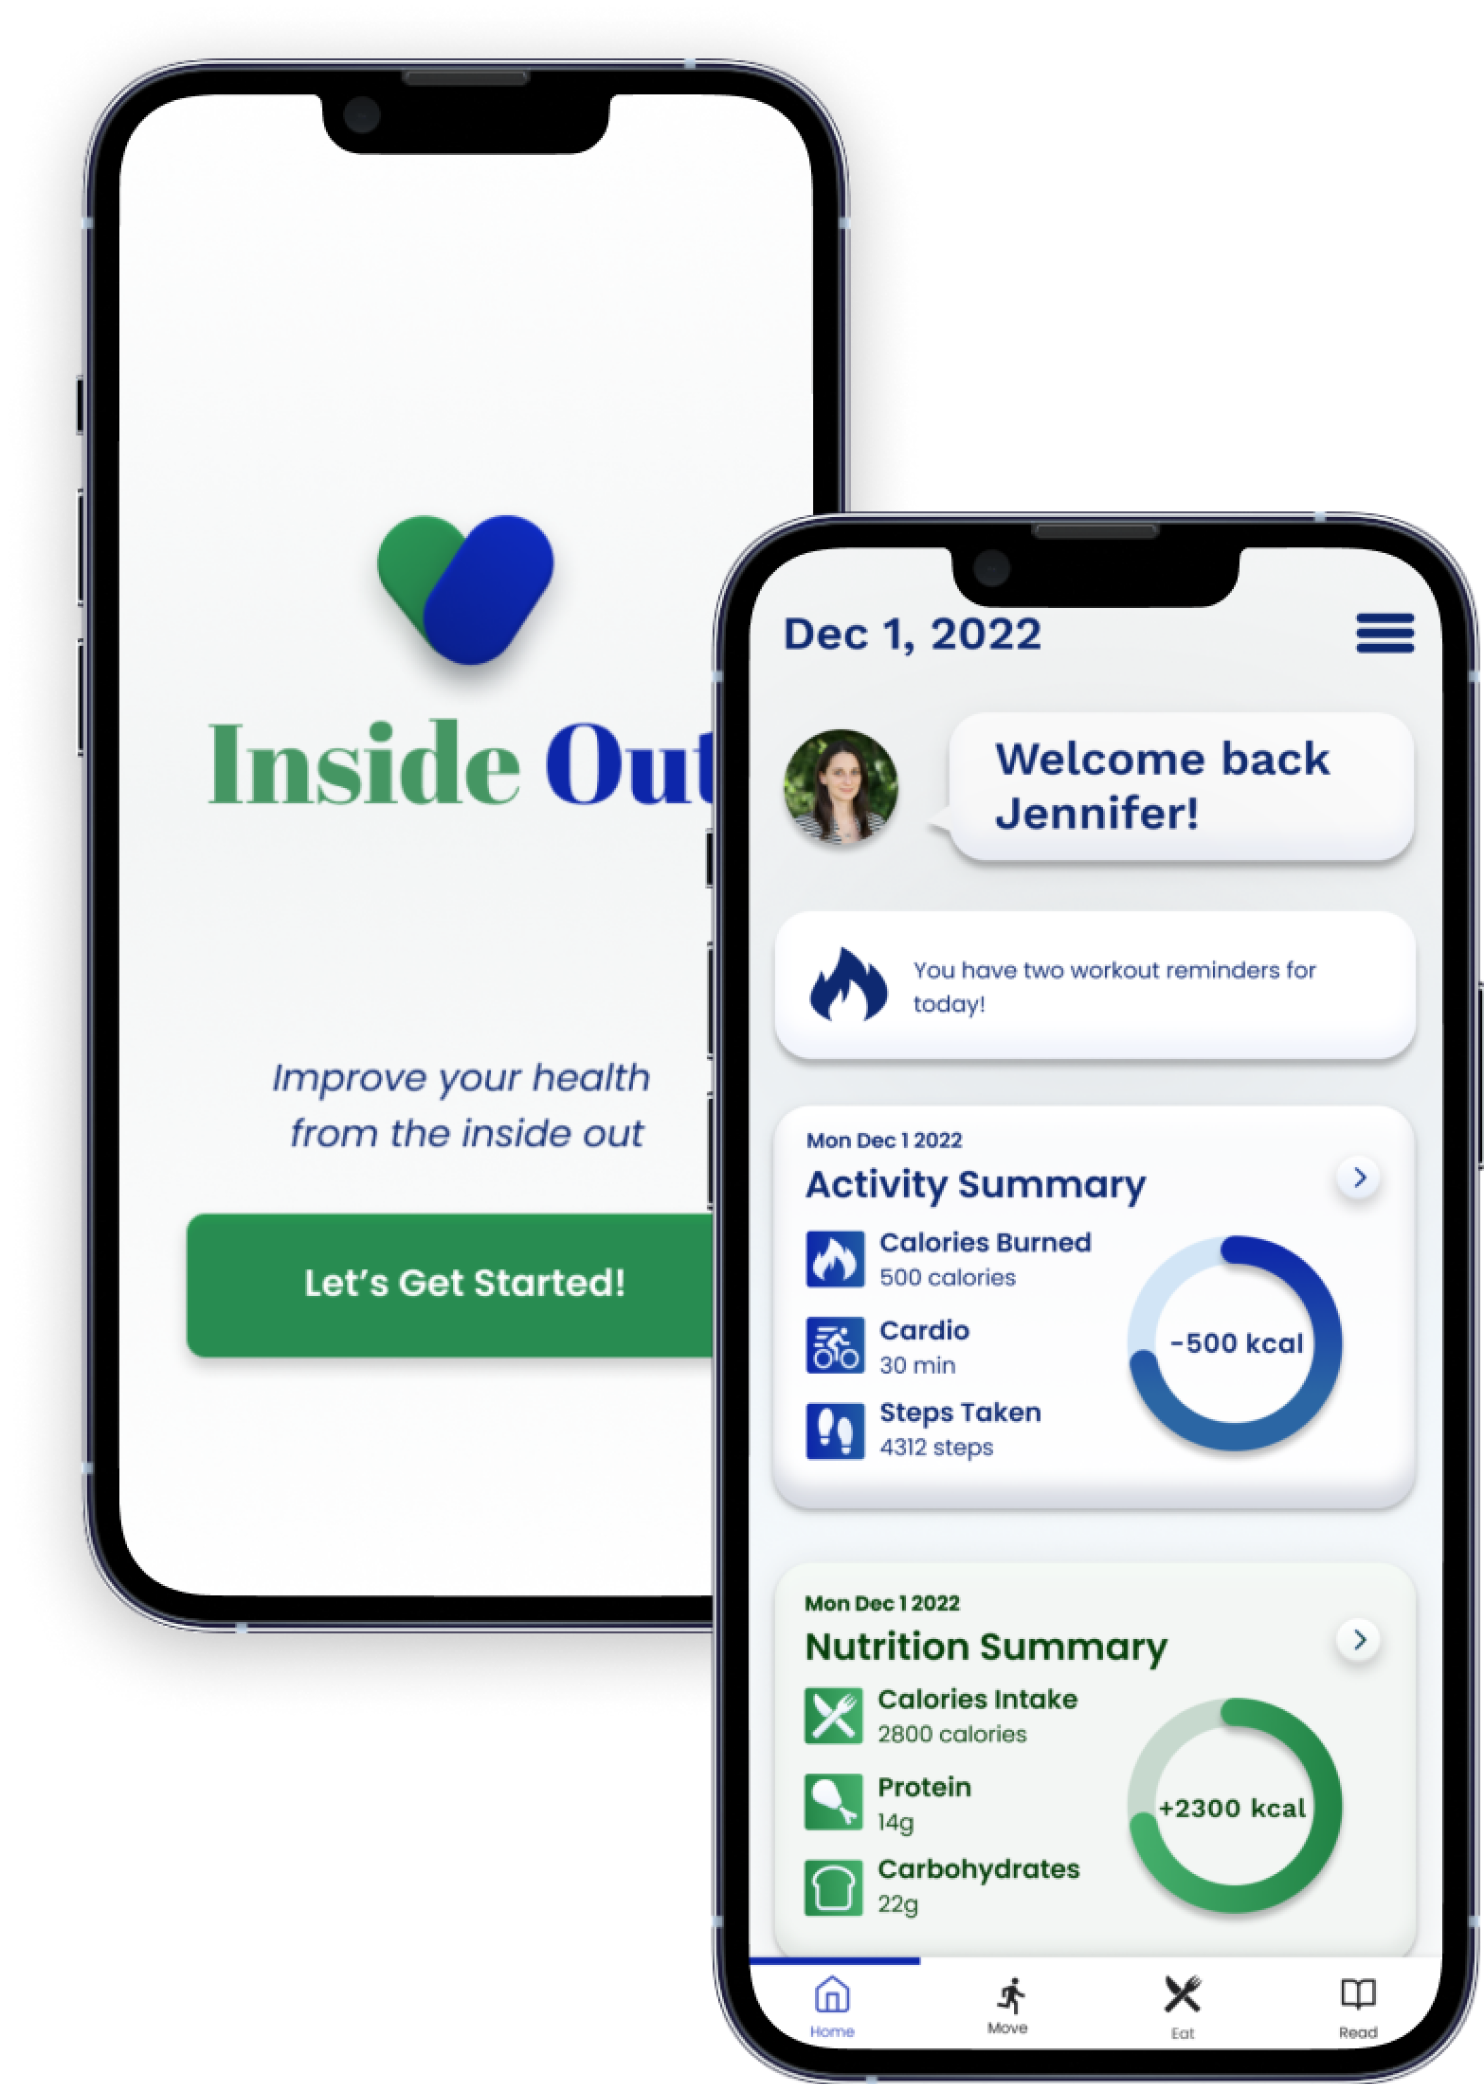 Inside Out
Improve your health
from the inside out
Let's Get Started!
Dec 1, 2022
Welcome back
Jennifer!
You have two workout reminders for
today!
Mon Dec 1 2022
Activity Summary
Calories Burned
500 calories
Cardio
30 min
Steps Taken
4312 steps
-500 kcal
Mon Dec 1 2022
Nutrition Summary
Calories Intake
2800 calories
Protein
14g
Carbohydrates
22g
+2300 kcal
Home
Move
Eat
Read